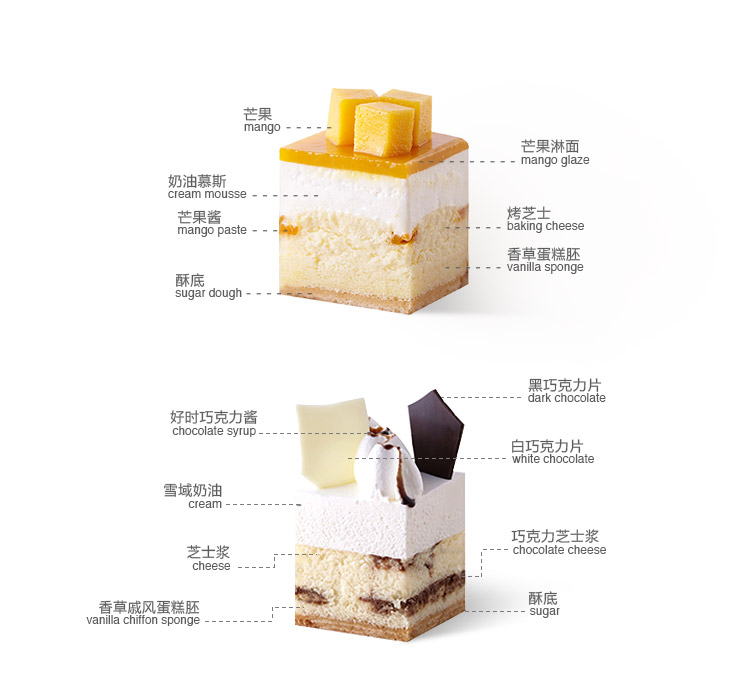 芒果
mango
芒果淋面
mango glaze
奶油慕斯
cream mousse
芒果酱
mango paste
烤芝士
baking cheese
香草蛋糕胚
vanilla sponge
酥底
sugar dough
黑巧克力片
dark chocolate
好时巧克力酱
chocolate syrup
白巧克力片
white chocolate
雪域奶油
cream
巧克力芝士浆
chocolate cheese
芝士浆
cheese
香草戚风蛋糕胚
vanilla chiffon sponge
酥底
sugar